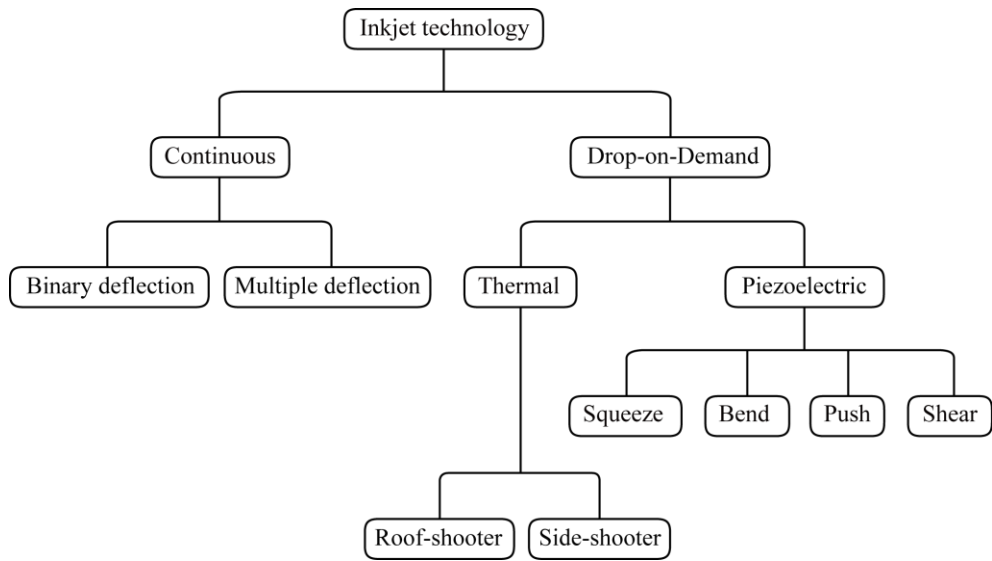 Inkjet technology
Continuous
Drop-on-Demand
Binary deflection
Multiple deflection
Thermal
Piezoelectric
Squeeze
Bend
Push
Shear
Roof-shooter
Side-shooter